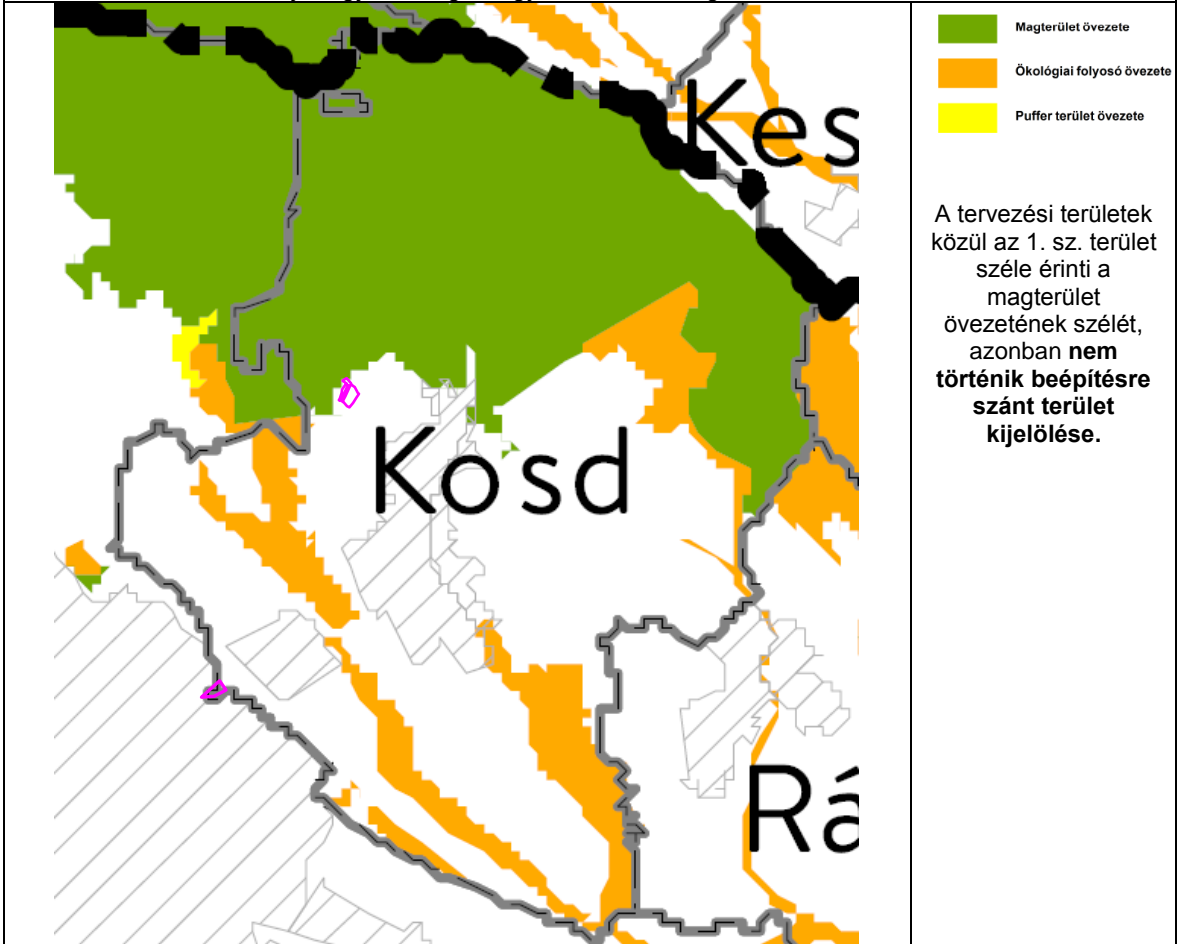 Magterület övezete
Ökológiai folyosó övezete
Puffer terület övezete
A tervezési területek
közül az 1. sz. terület
széle érinti a
magterület
övezetének szélét,
azonban nem
történik beépítésre
szánt terület
kijelölése.
Kes
Kosd
Rá